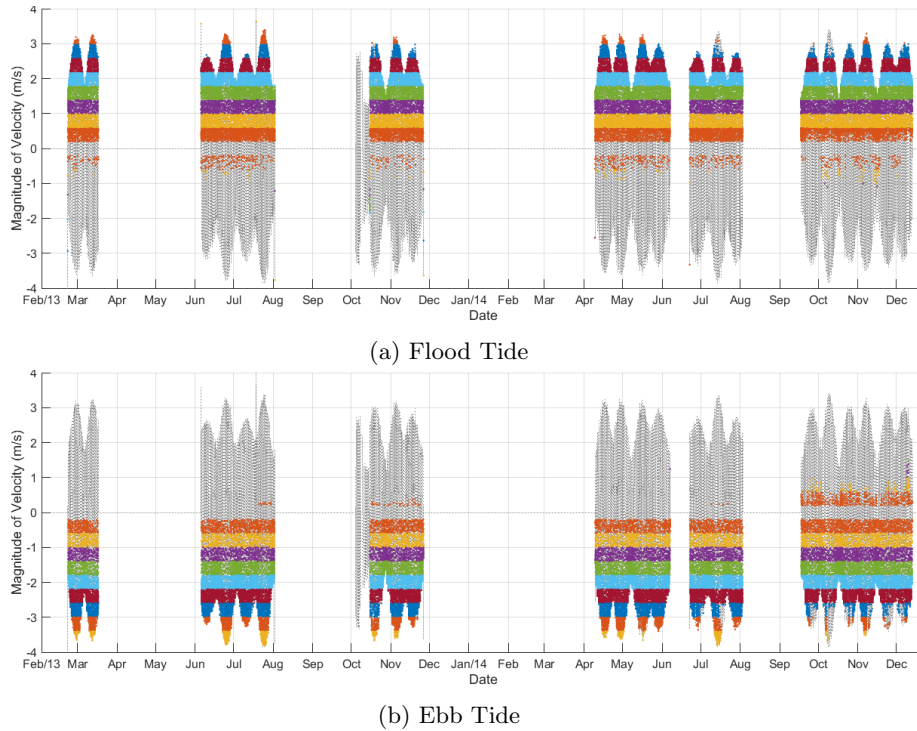 4
3
2
1
0
-1
-2
-3
-4
Magnitude of Velocity (m/s)
Feb/13 Mar Apr May Jun Jul Aug Sep Oct Nov Dec Jan/14 Feb Mar Apr May Jun Jul Aug Sep Oct Nov Dec
Date
(a) Flood Tide
4
3
2
1
0
-1
-2
-3
-4
Magnitude of Velocity (m/s)
Feb/13 Mar Apr May Jun Jul Aug Sep Oct Nov Dec Jan/14 Feb Mar Apr May Jun Jul Aug Sep Oct Nov Dec
Date
(b) Ebb Tide